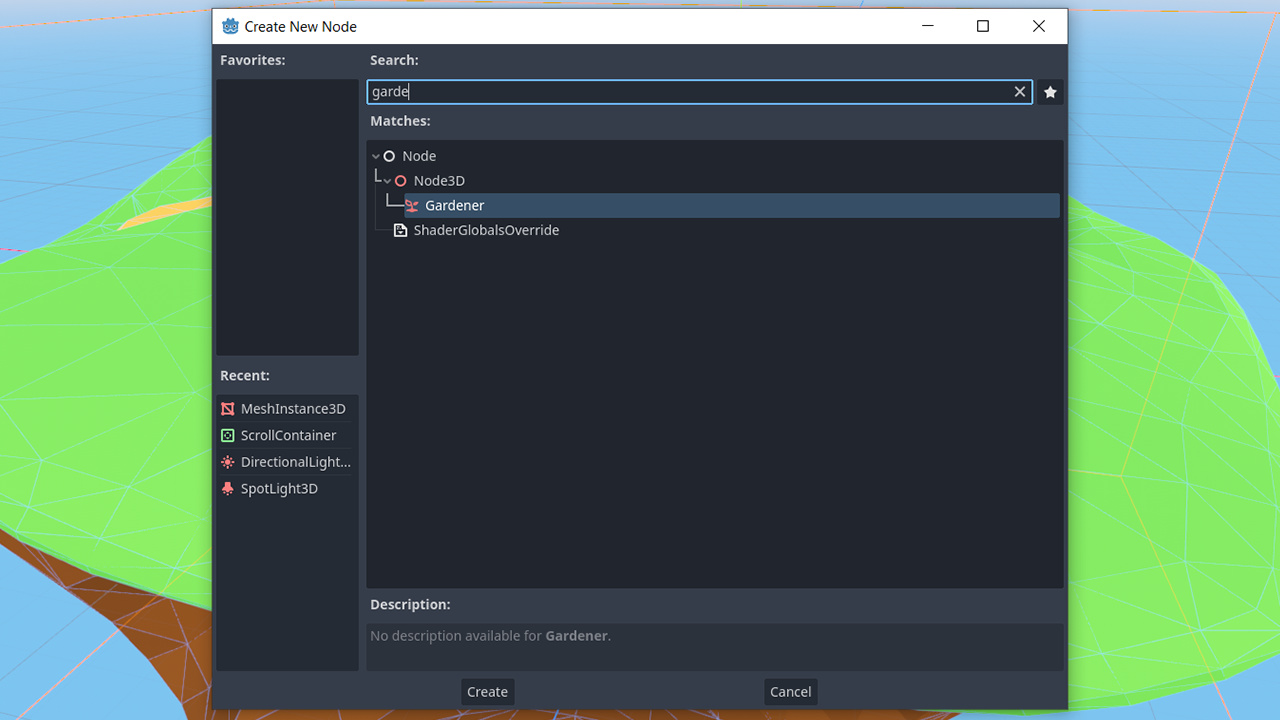 Create New Node
Favorites:
Search:
garde
Matches:
Node
Node3D
Gardener
ShaderGlobalsOverride
Recent:
MeshInstance3D
ScrollContainer
DirectionalLight...
SpotLight3D
Description:
No description available for Gardener.
Create
Cancel